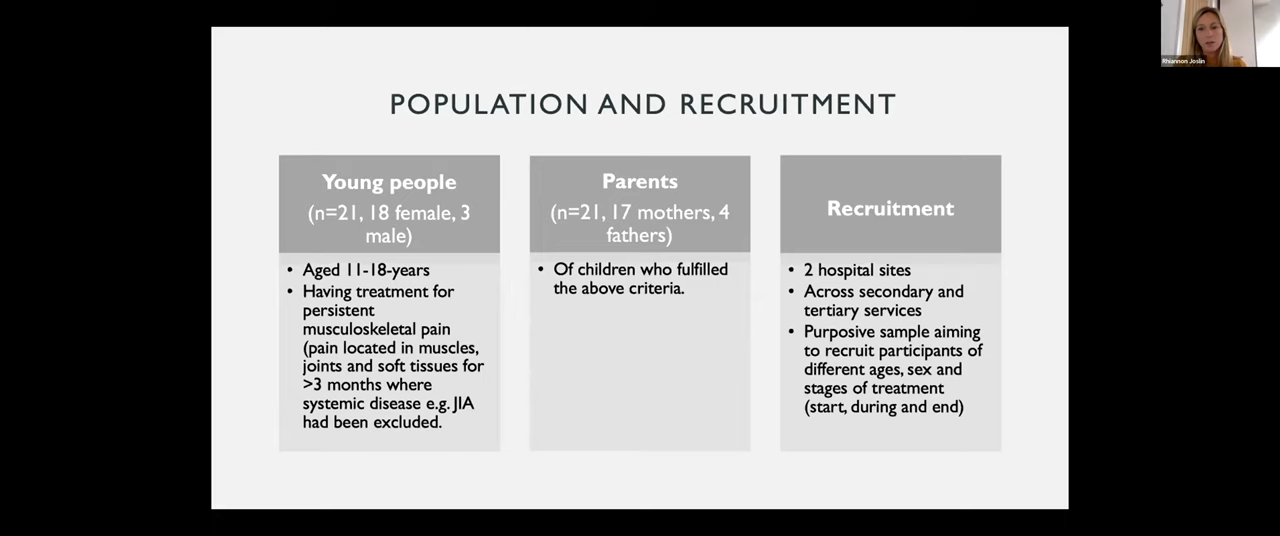 POPULATION AND RECRUITMENT
Young people
(n=21, 18 female, 3
male)
• Aged 11-18-years
• Having treatment for
persistent
musculoskeletal pain
(pain located in muscles,
joints and soft tissues for
>3 months where
systemic disease e.g. JIA
had been excluded.
Parents
(n=21, 17 mothers, 4
fathers)
• Of children who fulfilled
the above criteria.
Recruitment
• 2 hospital sites
• Across secondary and
tertiary services
• Purposive sample aiming
to recruit participants of
different ages, sex and
stages of treatment
(start, during and end)
Rhiannon Joslin